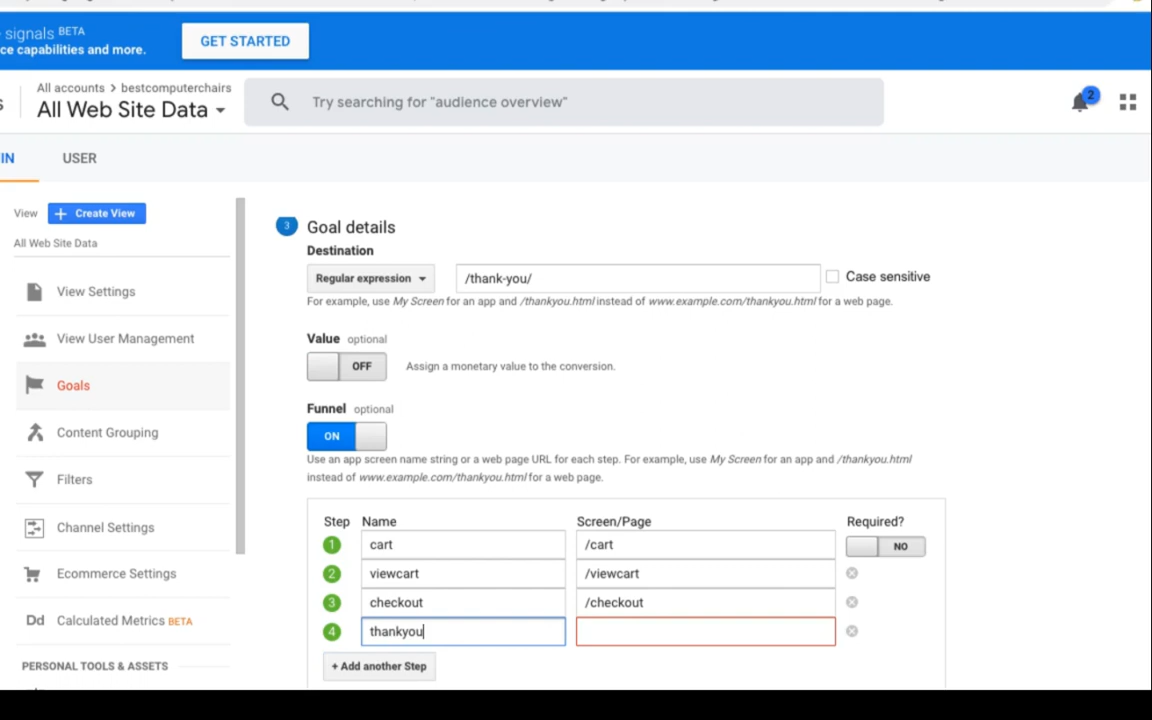 signals BETA
ce capabilities and more.
GET STARTED
All accounts > bestcomputerchairs
All Web Site Data
Try searching for "audience overview"
2
IN
USER
View
+ Create View
All Web Site Data
View Settings
View User Management
Goals
Content Grouping
Filters
Channel Settings
Ecommerce Settings
Dd Calculated Metrics BETA
PERSONAL TOOLS & ASSETS
3 Goal details
Destination
Regular expression
/thank-you/
Case sensitive
For example, use My Screen for an app and /thankyou.html instead of www.example.com/thankyou.html for a web page.
Value optional
OFF
Assign a monetary value to the conversion.
Funnel optional
ON
Use an app screen name string or a web page URL for each step. For example, use My Screen for an app and /thankyou.html
instead of www.example.com/thankyou.html for a web page.
Step Name Screen/Page Required?
1 cart /cart NO
2 viewcart /viewcart
3 checkout /checkout
4 thankyou
+ Add another Step